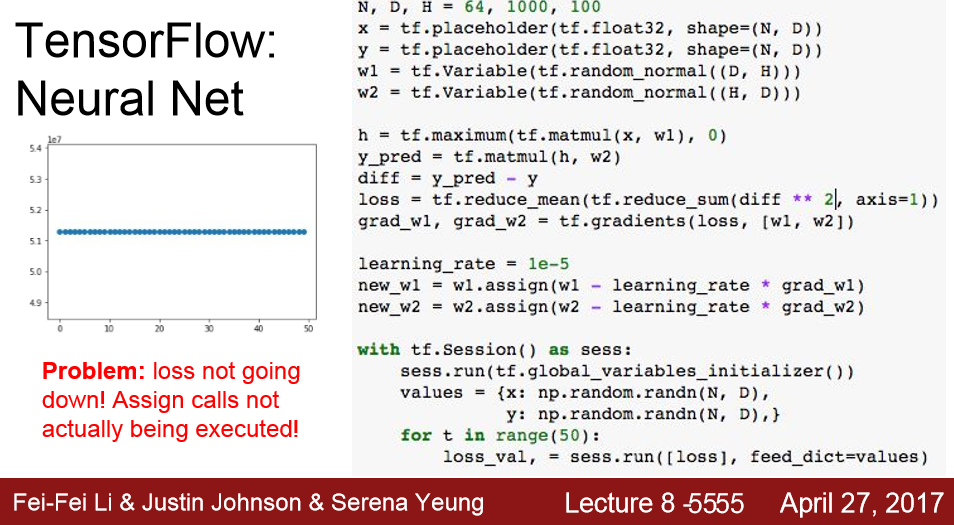 TensorFlow:
Neural Net
1e7
5.4
5.3
5.2
5.1
5.0
4.9
0 10 20 30 40 50
Problem: loss not going
down! Assign calls not
actually being executed!
N, D, H = 64, 1000, 100
x = tf.placeholder(tf.float32, shape=(N, D))
y = tf.placeholder(tf.float32, shape=(N, D))
w1 = tf.Variable(tf.random_normal((D, H)))
w2 = tf.Variable(tf.random_normal((H, D)))
h = tf.maximum(tf.matmul(x, w1), 0)
y_pred = tf.matmul(h, w2)
diff = y_pred - y
loss = tf.reduce_mean(tf.reduce_sum(diff ** 2, axis=1))
grad_w1, grad_w2 = tf.gradients(loss, [w1, w2])
learning_rate = 1e-5
new_w1 = w1.assign(w1 - learning_rate * grad_w1)
new_w2 = w2.assign(w2 - learning_rate * grad_w2)
with tf.Session() as sess:
    sess.run(tf.global_variables_initializer())
    values = {x: np.random.randn(N, D),
              y: np.random.randn(N, D),}
    for t in range(50):
        loss_val, = sess.run([loss], feed_dict=values)
Fei-Fei Li & Justin Johnson & Serena Yeung Lecture 8 -5555 April 27, 2017